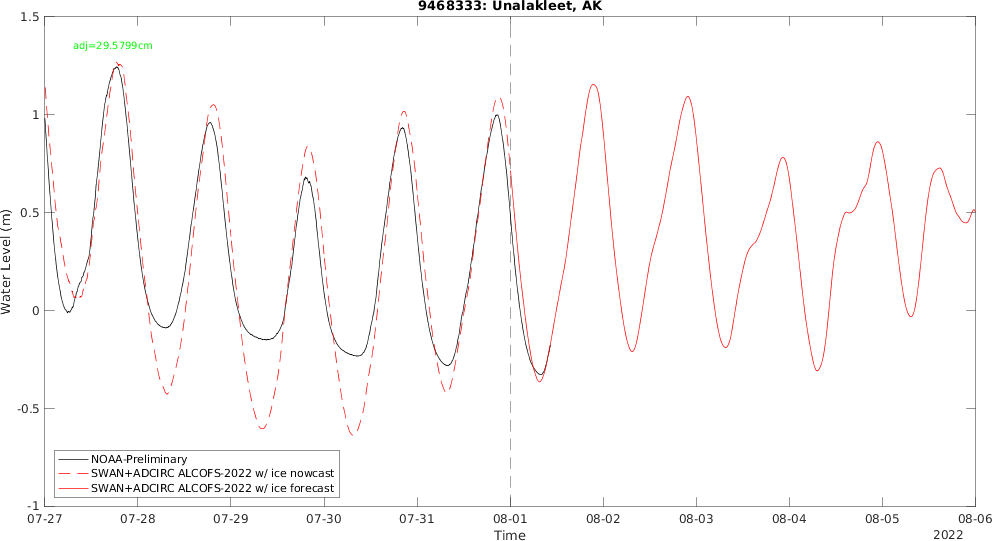 9468333: Unalakleet, AK
adj=29.5799cm
1.5
1
0.5
0
-0.5
-1
Water Level (m)
NOAA-Preliminary
SWAN+ADCIRC ALCOFS-2022 w/ ice nowcast
SWAN+ADCIRC ALCOFS-2022 w/ ice forecast
07-27 07-28 07-29 07-30 07-31 08-01 08-02 08-03 08-04 08-05 08-06
Time
2022